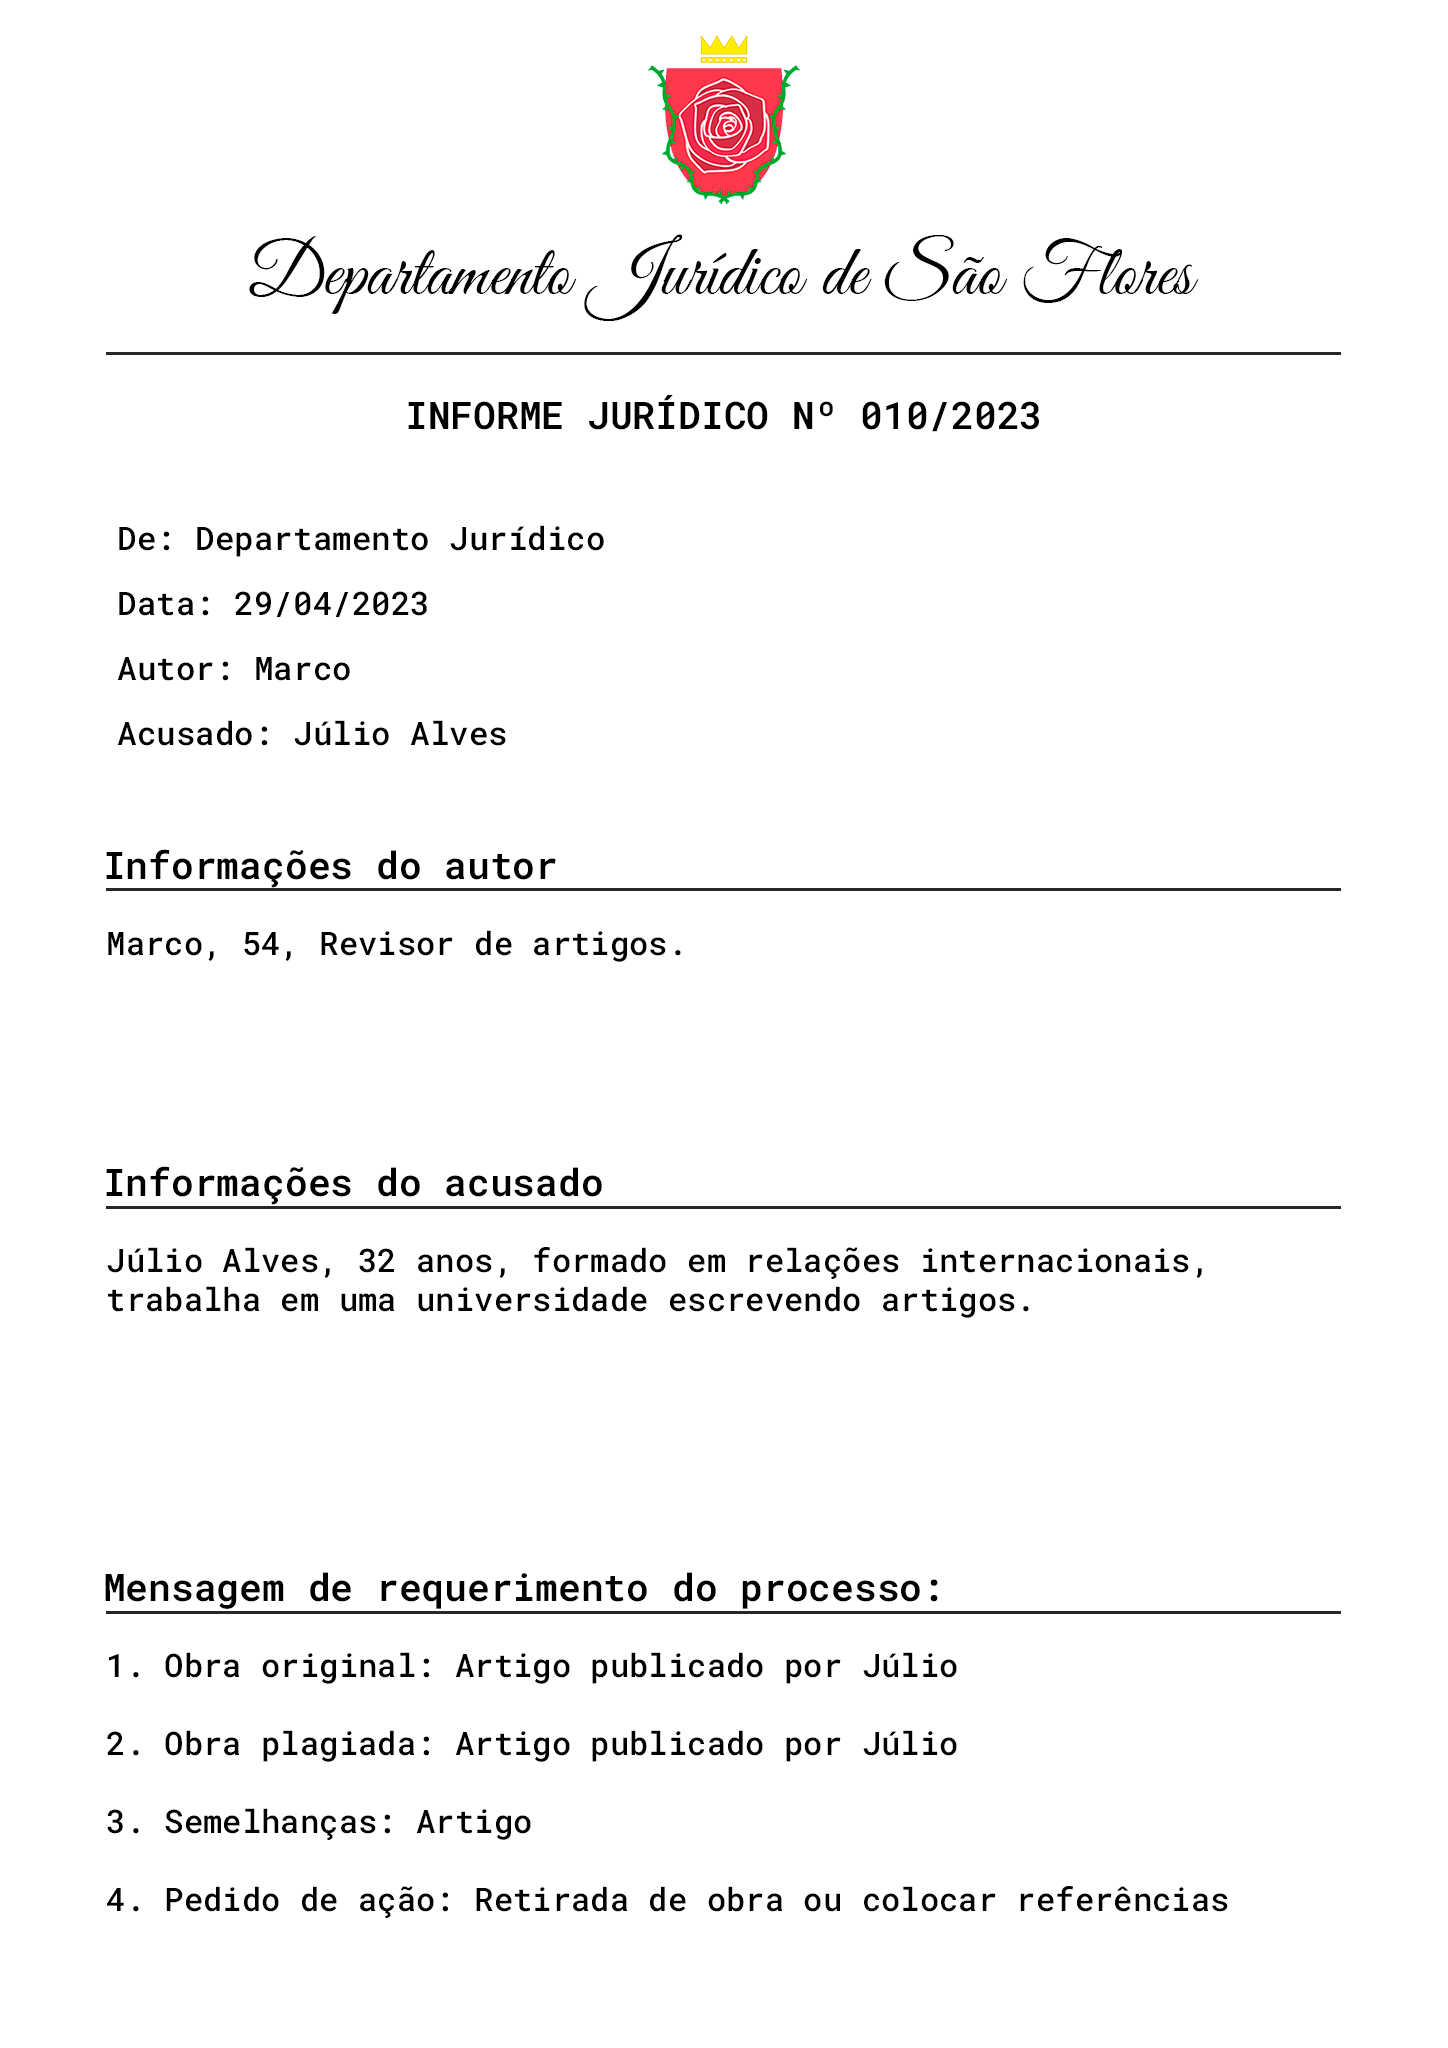 Departamento Jurídico de São Flores
INFORME JURÍDICO Nº 010/2023
De: Departamento Jurídico
Data: 29/04/2023
Autor: Marco
Acusado: Júlio Alves
Informações do autor
Marco, 54, Revisor de artigos.
Informações do acusado
Júlio Alves, 32 anos, formado em relações internacionais,
trabalha em uma universidade escrevendo artigos.
Mensagem de requerimento do processo:
1. Obra original: Artigo publicado por Júlio
2. Obra plagiada: Artigo publicado por Júlio
3. Semelhanças: Artigo
4. Pedido de ação: Retirada de obra ou colocar referências